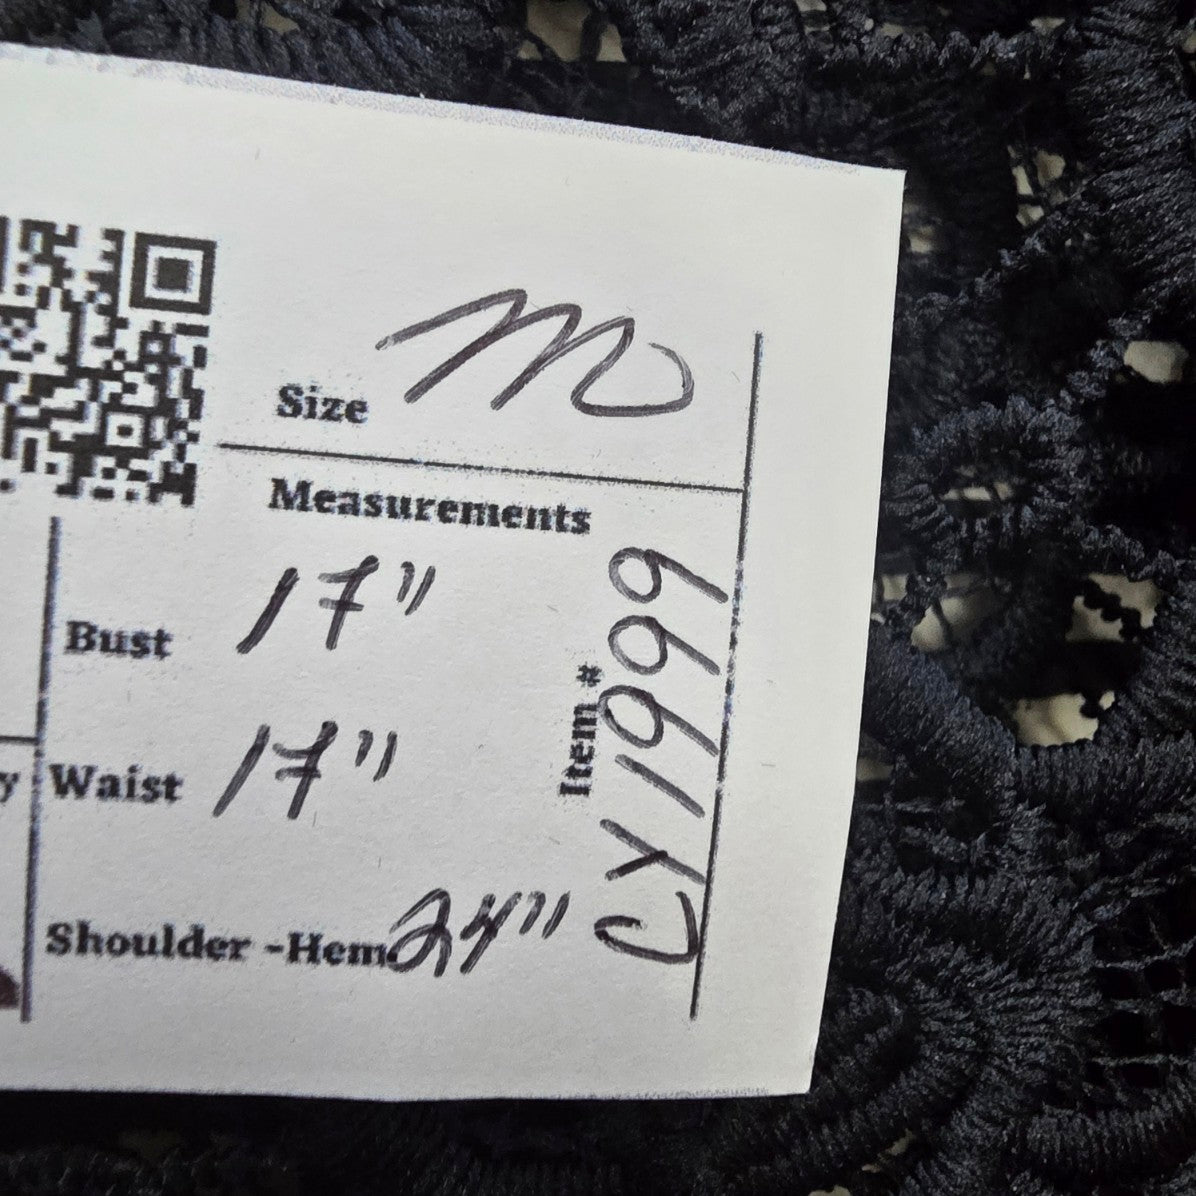 Size M
Measurements
Bust 17"
Waist 17"
Shoulder -Hem 24"
Item # CY1999
y